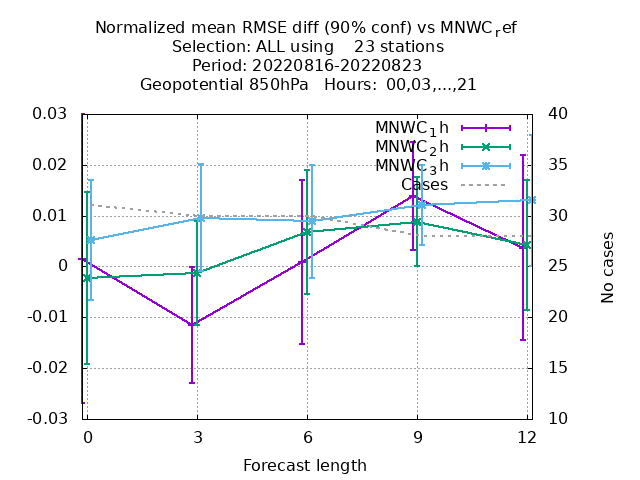 Normalized mean RMSE diff (90% conf) vs MNWC_ref
Selection: ALL using    23 stations
Period: 20220816-20220823
Geopotential 850hPa   Hours: 00,03,...,21
0.03
0.02
0.01
0
-0.01
-0.02
-0.03
40
35
30
25
20
15
10
MNWC_1h
MNWC_2h
MNWC_3h
Cases
No cases
0 3 6 9 12
Forecast length